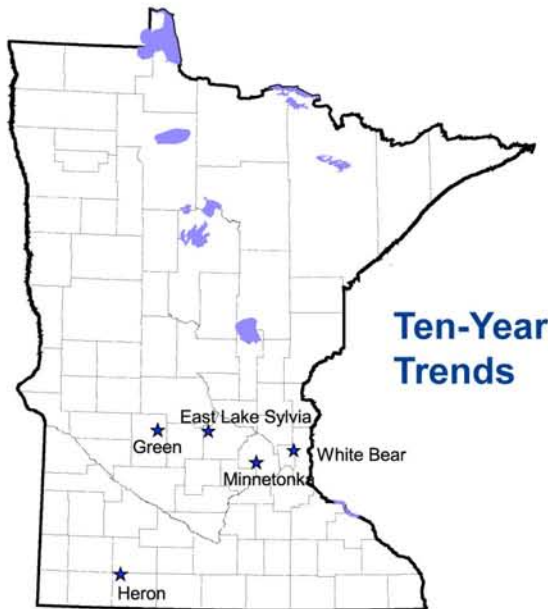 Ten-Year
Trends
East Lake Sylvia
Green
White Bear
Minnetonka
Heron